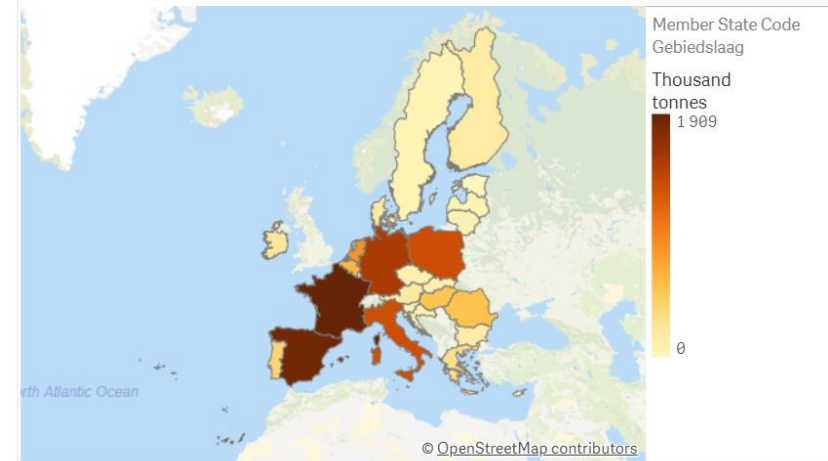 Member State Code
Gebiedslaag
Thousand
tonnes
1 909
0
rth Atlantic Ocean
© OpenStreetMap contributors